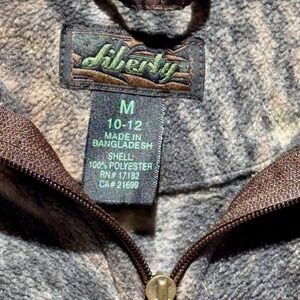 Liberty
M
10-12
MADE IN
BANGLADESH
SHELL:
100% POLYESTER
RN# 17182
CA# 21699